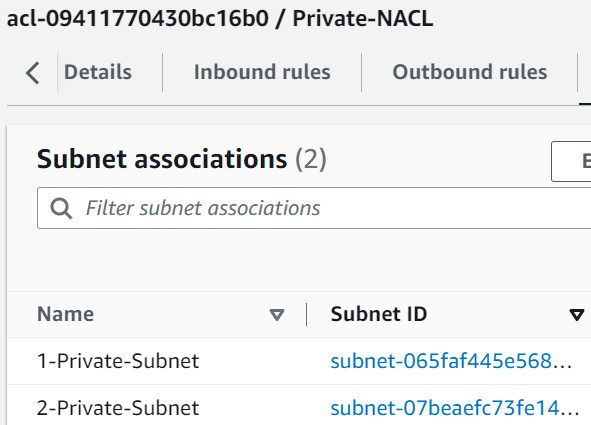 acl-09411770430bc16b0 / Private-NACL
Details Inbound rules Outbound rules
Subnet associations (2)
Filter subnet associations
Name Subnet ID
1-Private-Subnet subnet-065faf445e568...
2-Private-Subnet subnet-07beaefc73fe14...